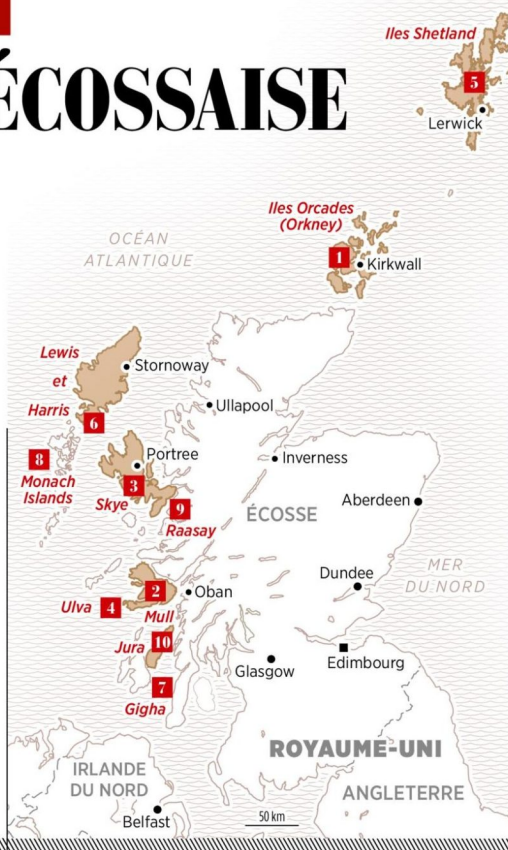 ÉCOSSAISE
Iles Shetland
5
Lerwick
Iles Orcades
(Orkney)
1
Kirkwall
OCÉAN
ATLANTIQUE
Lewis
et
Harris
Stornoway
6
Ullapool
8
Monach
Islands
Portree
3
Skye
9
Raasay
Inverness
ÉCOSSE
Aberdeen
MER
DU NORD
Dundee
2
Oban
Ulva
4
Mull
Jura
10
7
Gigha
Glasgow
Edimbourg
ROYAUME-UNI
IRLANDE
DU NORD
ANGLETERRE
Belfast
50 km